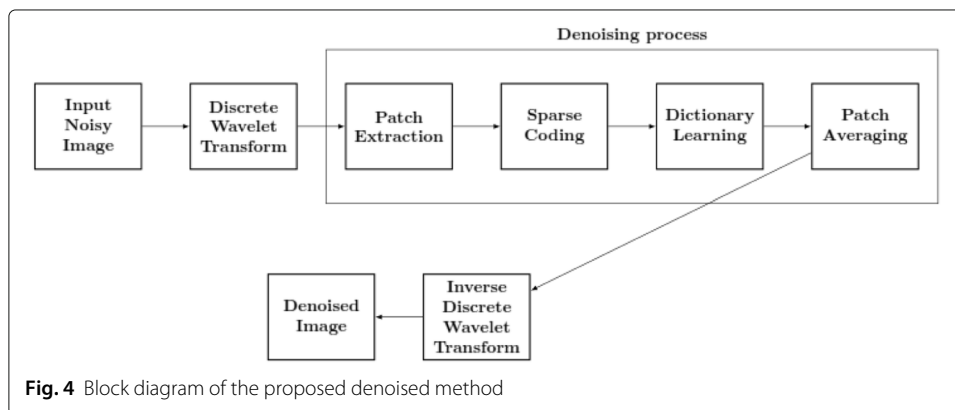 Denoising process
Input
Noisy
Image
Discrete
Wavelet
Transform
Patch
Extraction
Sparse
Coding
Dictionary
Learning
Patch
Averaging
Denoised
Image
Inverse
Discrete
Wavelet
Transform
Fig. 4 Block diagram of the proposed denoised method